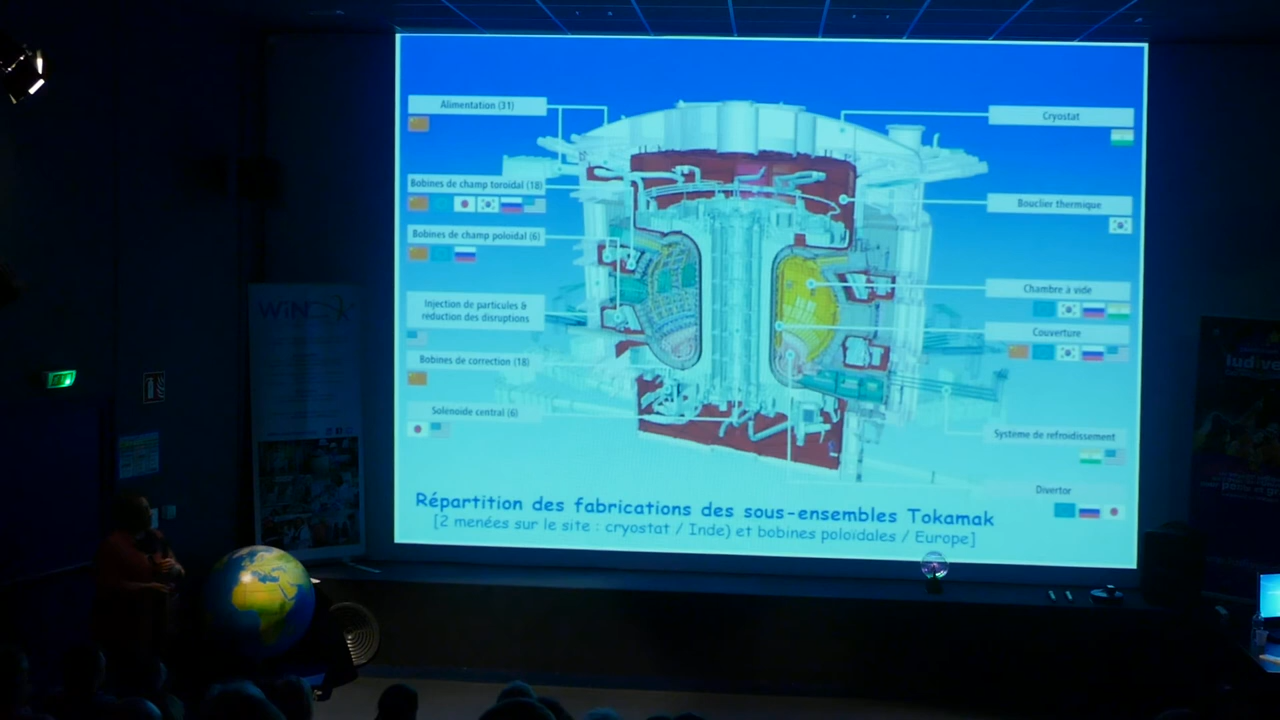 Alimentation (31)
Bobines de champ toroïdal (18)
Bobines de champ poloïdal (6)
Injection de particules &
réduction des disruptions
Bobines de correction (18)
Solenoïde central (6)
Cryostat
Bouclier thermique
Chambre à vide
Couverture
Système de refroidissement
Divertor
Répartition des fabrications des sous-ensembles Tokamak
[2 menées sur le site : cryostat / Inde) et bobines poloïdales / Europe]
WiN